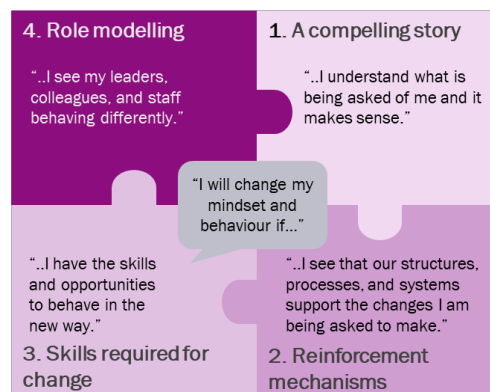 4. Role modelling
“..I see my leaders,
colleagues, and staff
behaving differently.”
1. A compelling story
“..I understand what is
being asked of me and it
makes sense.”
“I will change my
mindset and
behaviour if...”
“..I have the skills
and opportunities
to behave in the
new way.”
3. Skills required for
change
“..I see that our structures,
processes, and systems
support the changes I am
being asked to make.”
2. Reinforcement
mechanisms